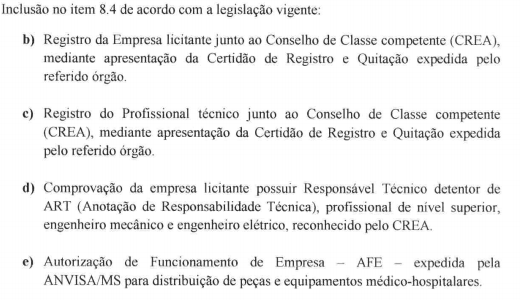 Inclusão no item 8.4 de acordo com a legislação vigente:
b) Registro da Empresa licitante junto ao Conselho de Classe competente (CREA),
mediante apresentação da Certidão de Registro e Quitação expedida pelo
referido órgão.
c) Registro do Profissional técnico junto ao Conselho de Classe competente
(CREA), mediante apresentação da Certidão de Registro e Quitação expedida
pelo referido órgão.
d) Comprovação da empresa licitante possuir Responsável Técnico detentor de
ART (Anotação de Responsabilidade Técnica), profissional de nível superior,
engenheiro mecânico e engenheiro elétrico, reconhecido pelo CREA.
e) Autorização de Funcionamento de Empresa – AFE – expedida pela
ANVISA/MS para distribuição de peças e equipamentos médico-hospitalares.